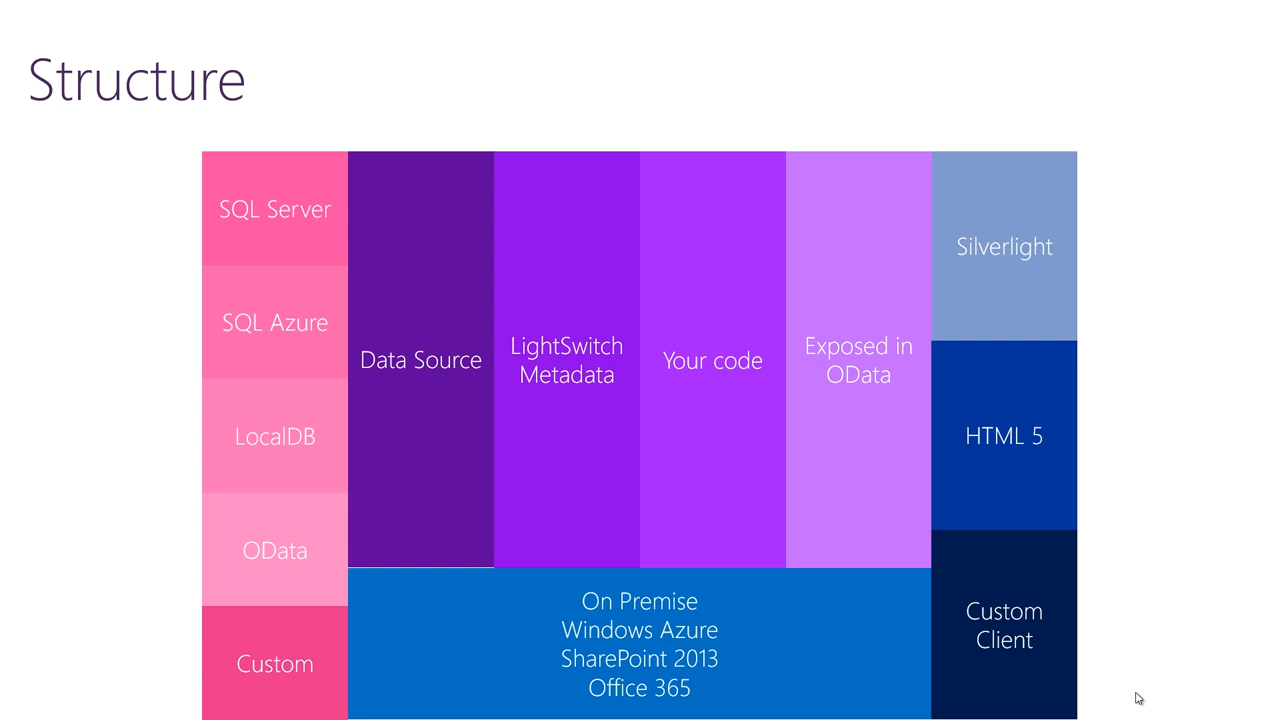 Structure
SQL Server
SQL Azure
LocalDB
OData
Custom
Data Source
LightSwitch
Metadata
Your code
Exposed in
OData
On Premise
Windows Azure
SharePoint 2013
Office 365
Silverlight
HTML 5
Custom
Client